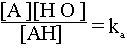 [A ][H O ]
[AH]
= ka